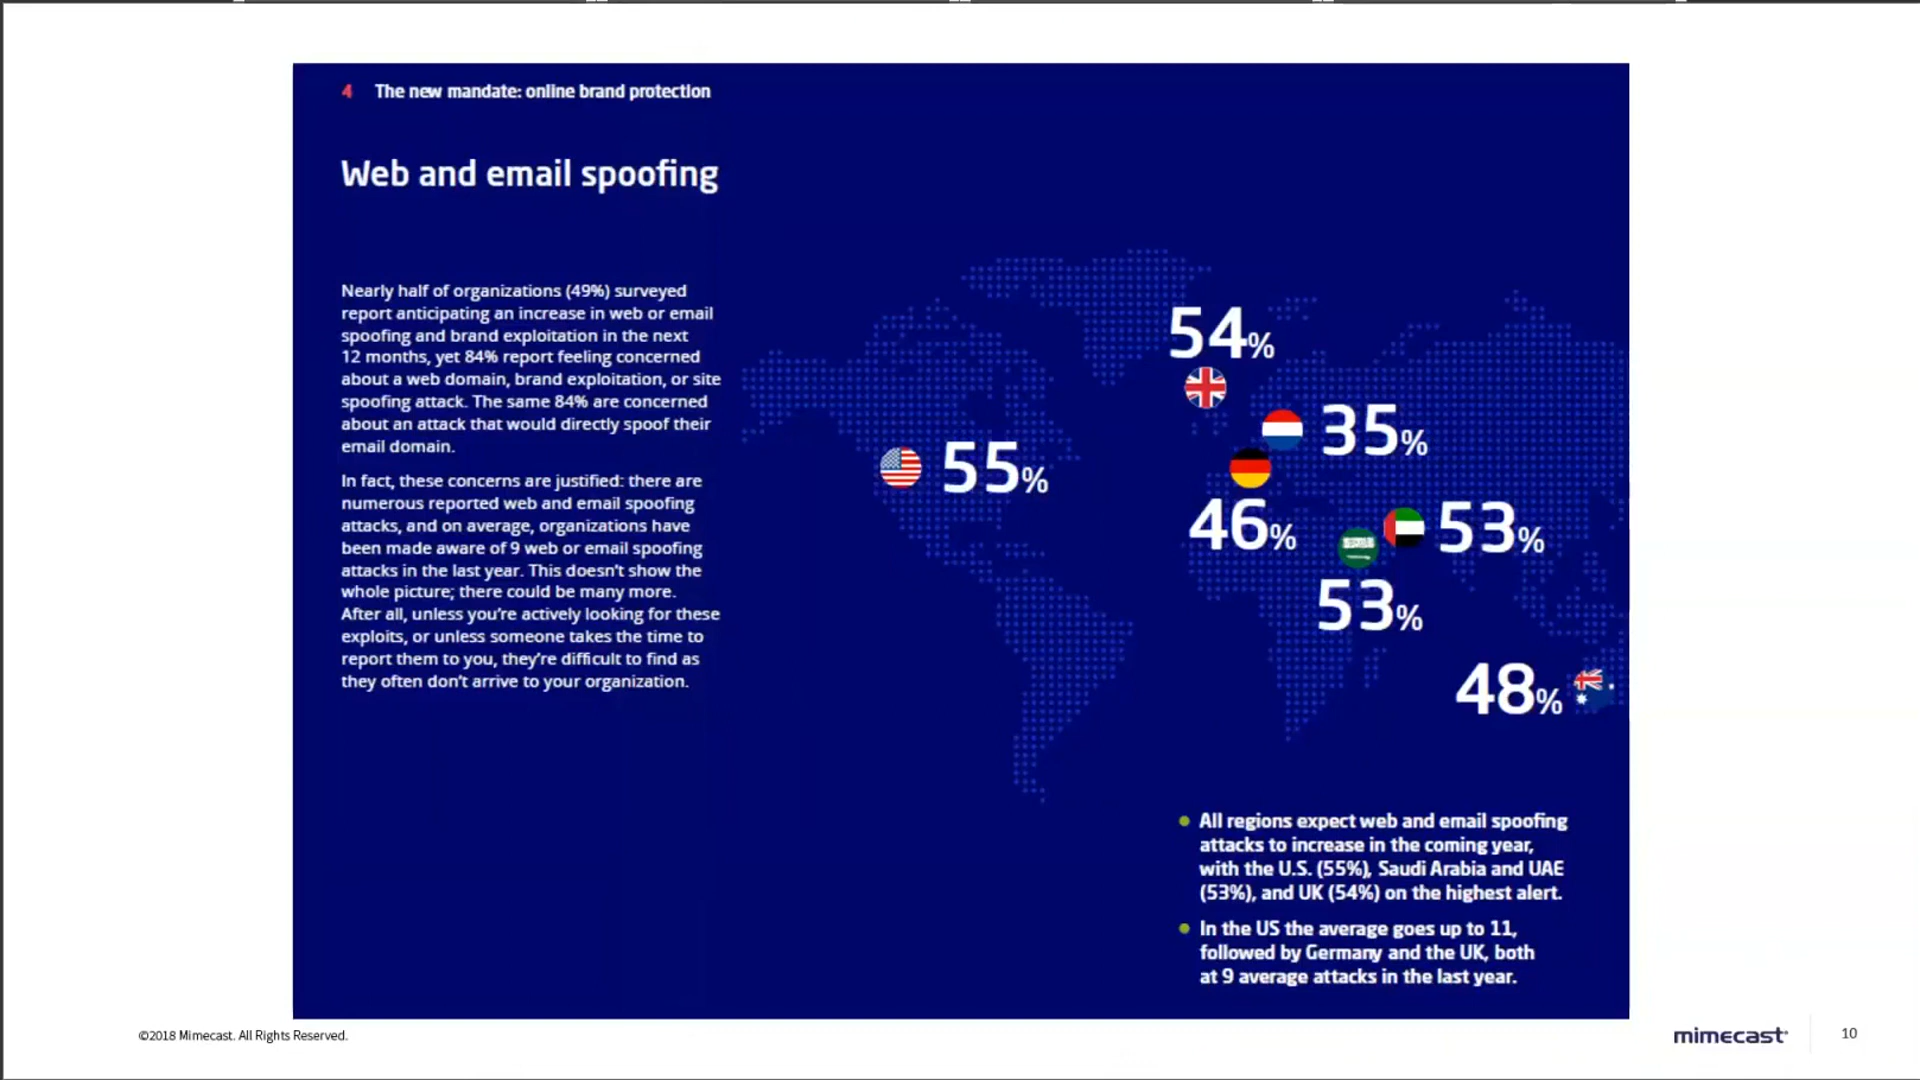 4 The new mandate: online brand protection
Web and email spoofing
Nearly half of organizations (49%) surveyed
report anticipating an increase in web or email
spoofing and brand exploitation in the next
12 months, yet 84% report feeling concerned
about a web domain, brand exploitation, or site
spoofing attack. The same 84% are concerned
about an attack that would directly spoof their
email domain.
In fact, these concerns are justified: there are
numerous reported web and email spoofing
attacks, and on average, organizations have
been made aware of 9 web or email spoofing
attacks in the last year. This doesn't show the
whole picture; there could be many more.
After all, unless you're actively looking for these
exploits, or unless someone takes the time to
report them to you, they're difficult to find as
they often don't arrive to your organization.
54%
35%
55%
46%
53%
53%
48%
All regions expect web and email spoofing
attacks to increase in the coming year,
with the U.S. (55%), Saudi Arabia and UAE
(53%), and UK (54%) on the highest alert.
In the US the average goes up to 11,
followed by Germany and the UK, both
at 9 average attacks in the last year.
©2018 Mimecast. All Rights Reserved.
mimecast
10